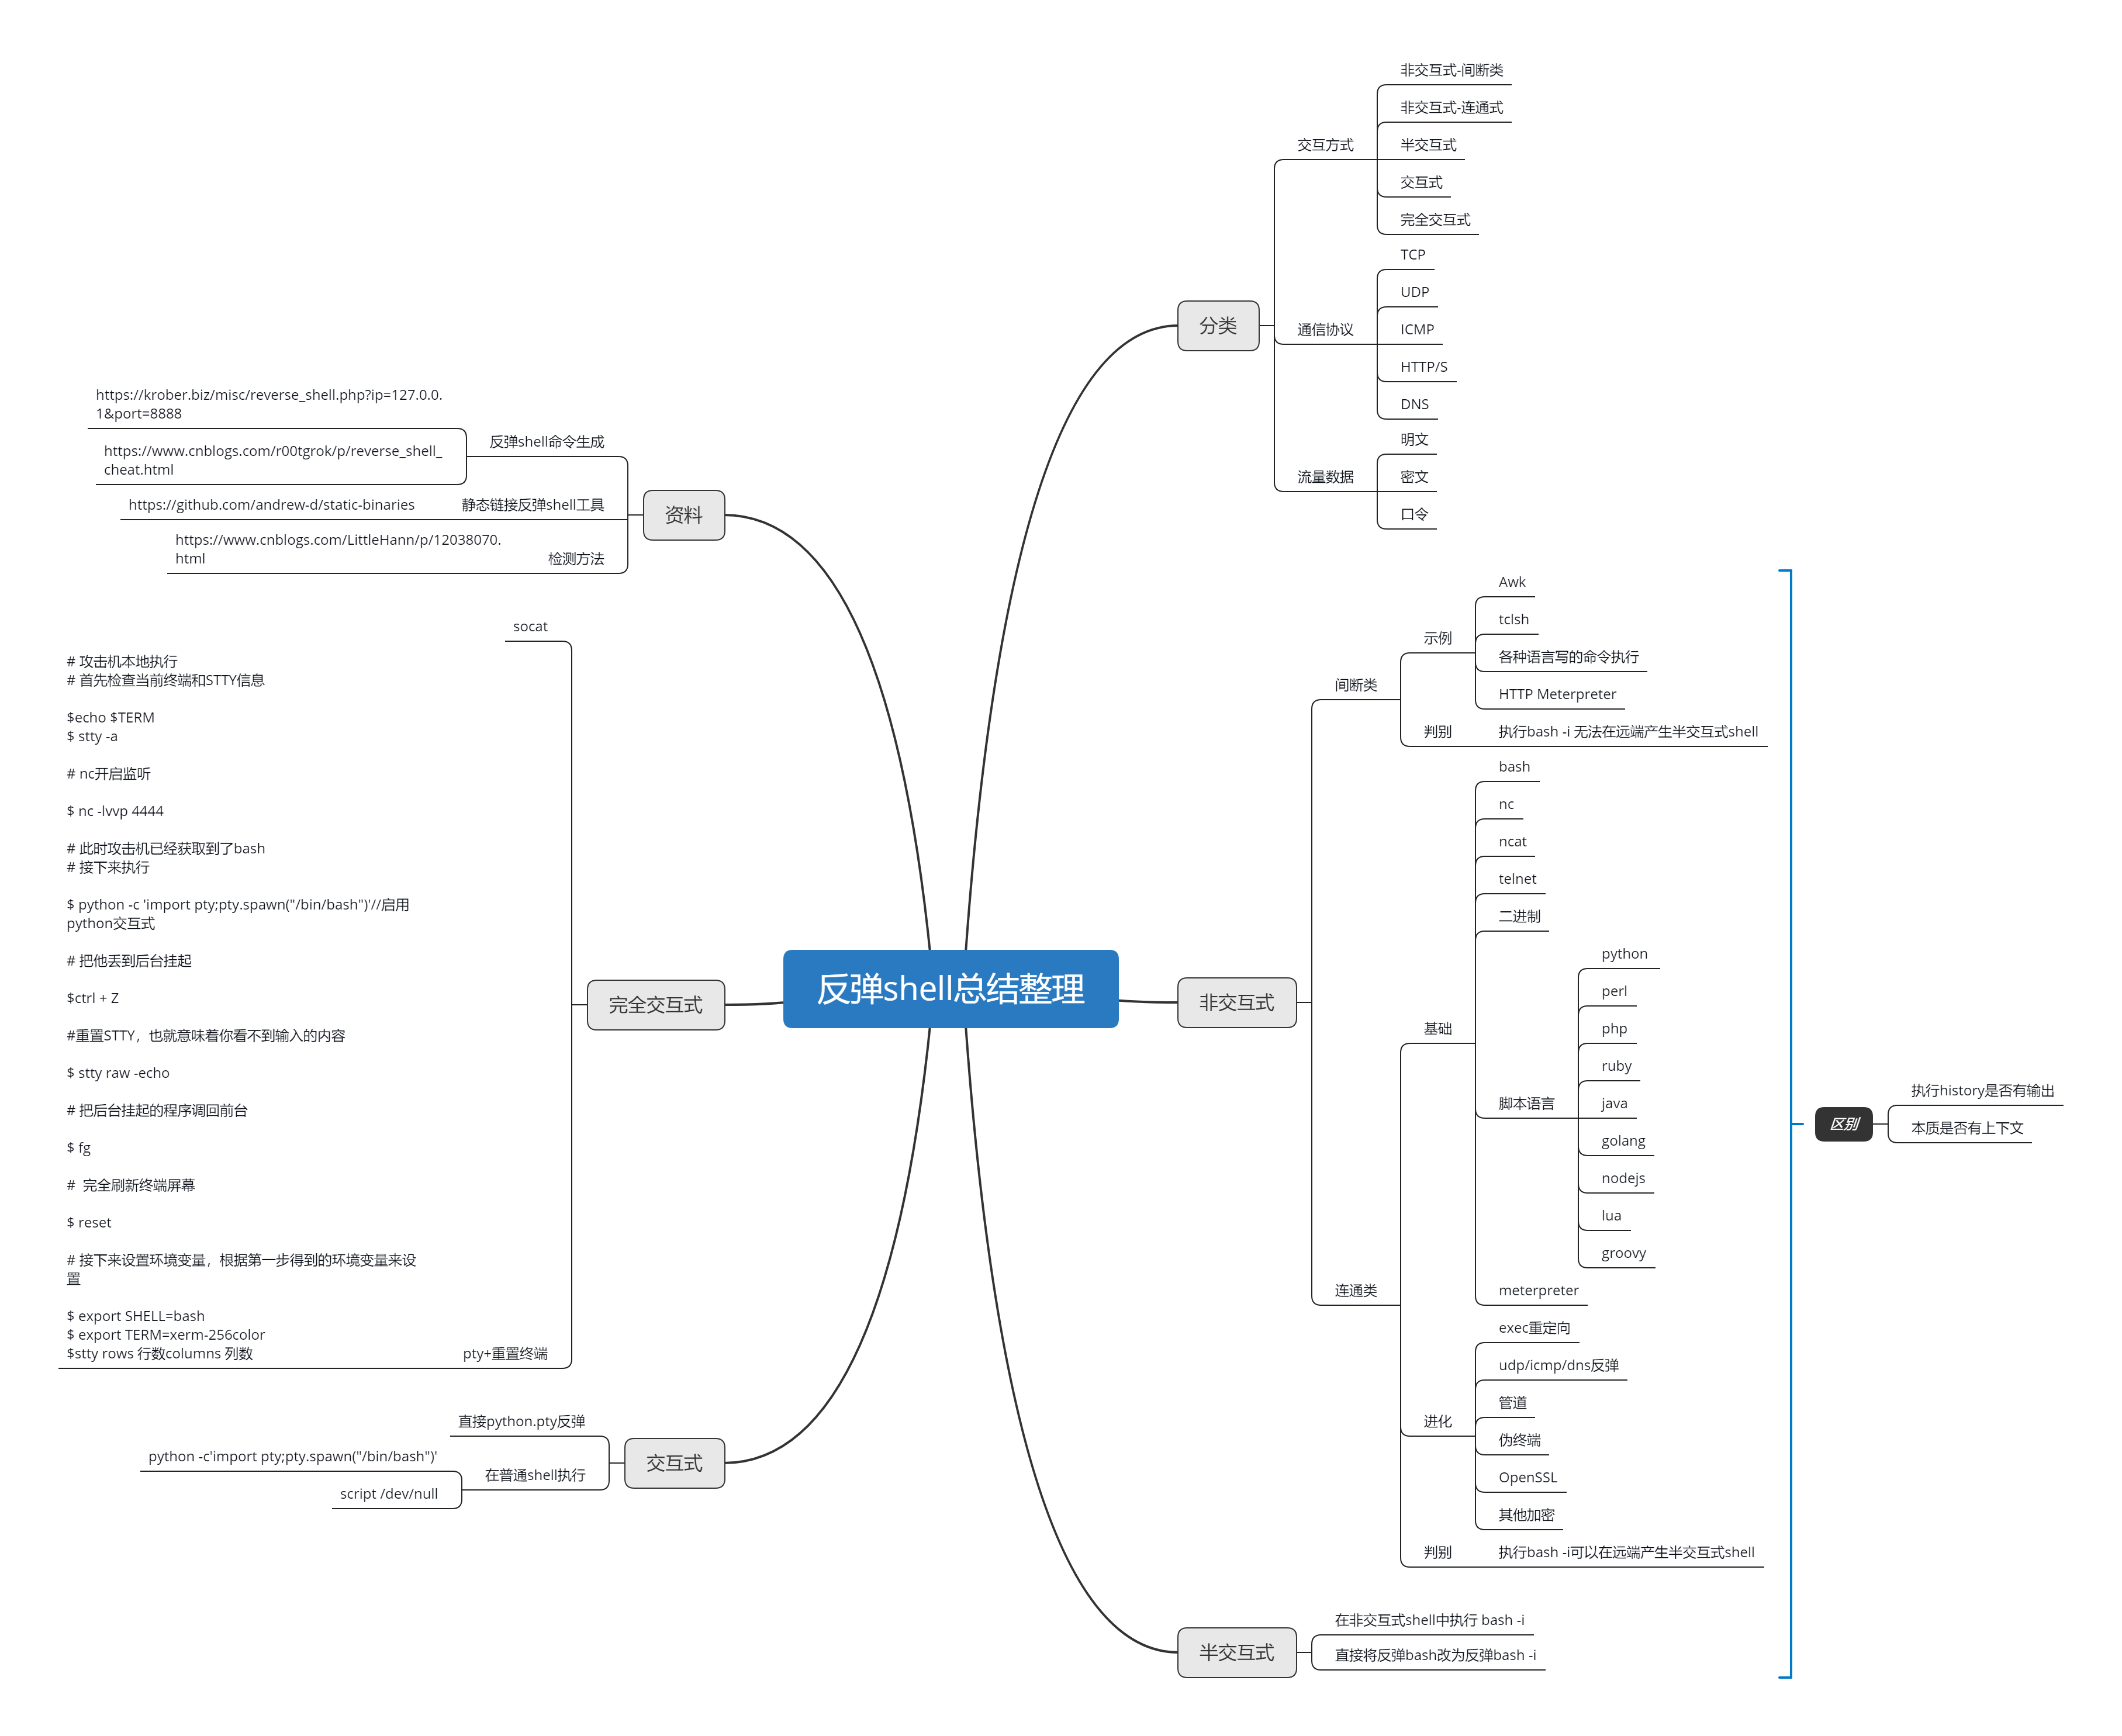 反弹shell总结整理
分类
交互方式
非交互式-间断类
非交互式-连通式
半交互式
交互式
完全交互式
通信协议
TCP
UDP
ICMP
HTTP/S
DNS
流量数据
明文
密文
口令
非交互式
间断类
示例
Awk
tclsh
各种语言写的命令执行
HTTP Meterpreter
判别
执行bash -i 无法在远端产生半交互式shell
连通类
基础
bash
nc
ncat
telnet
二进制
脚本语言
python
perl
php
ruby
java
golang
nodejs
lua
groovy
meterpreter
进化
exec重定向
udp/icmp/dns反弹
管道
伪终端
OpenSSL
其他加密
判别
执行bash -i可以在远端产生半交互式shell
半交互式
在非交互式shell中执行 bash -i
直接将反弹bash改为反弹bash -i
区别
执行history是否有输出
本质是否有上下文
资料
反弹shell命令生成
https://krober.biz/misc/reverse_shell.php?ip=127.0.0.
1&port=8888
https://www.cnblogs.com/r00tgrok/p/reverse_shell_
cheat.html
静态链接反弹shell工具
https://github.com/andrew-d/static-binaries
检测方法
https://www.cnblogs.com/LittleHann/p/12038070.
html
完全交互式
socat
pty+重置终端
# 攻击机本地执行
# 首先检查当前终端和STTY信息
$echo $TERM
$ stty -a
# nc开启监听
$ nc -lvvp 4444
# 此时攻击机已经获取到了bash
# 接下来执行
$ python -c 'import pty;pty.spawn("/bin/bash")'//启用
python交互式
# 把他丢到后台挂起
$ctrl + Z
#重置STTY，也就意味着你看不到输入的内容
$ stty raw -echo
# 把后台挂起的程序调回前台
$ fg
#  完全刷新终端屏幕
$ reset
# 接下来设置环境变量，根据第一步得到的环境变量来设
置
$ export SHELL=bash
$ export TERM=xerm-256color
$stty rows 行数columns 列数
交互式
直接python.pty反弹
在普通shell执行
python -c'import pty;pty.spawn("/bin/bash")'
script /dev/null